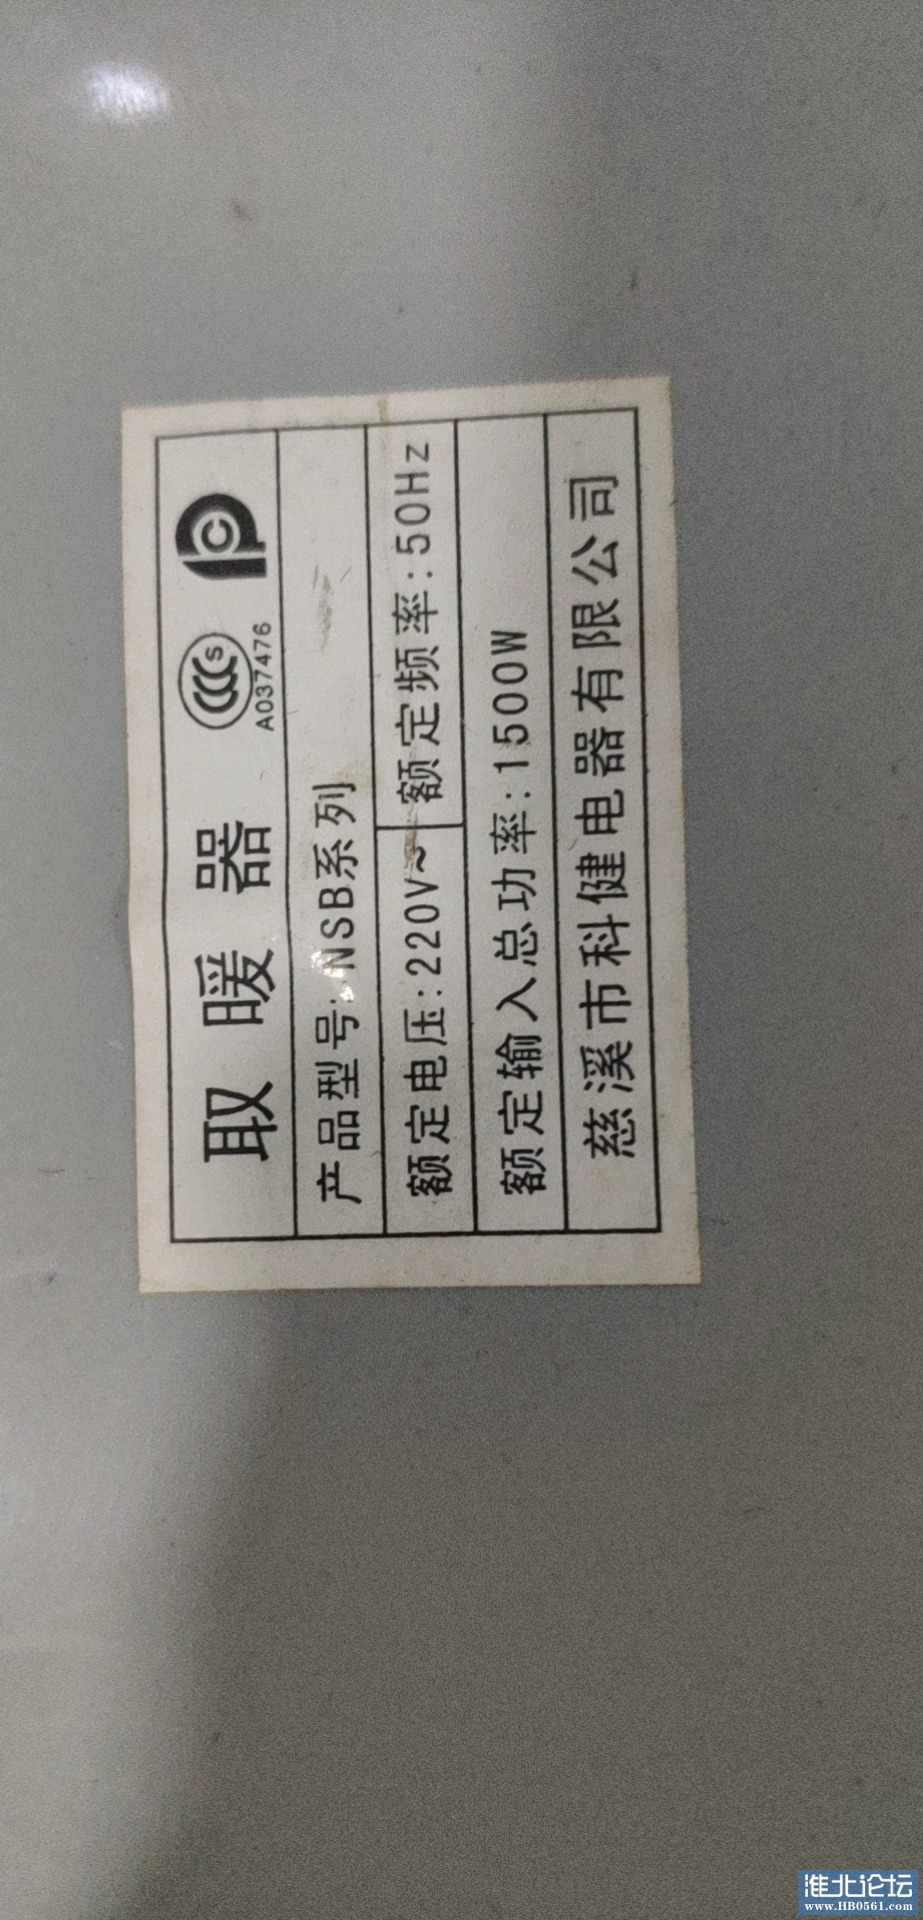 取暖器
CCC S
A037476
产品型号:NSB系列
额定电压:220V~ 额定频率:50Hz
额定输入总功率:1500W
慈溪市科健电器有限公司
淮北论坛
www.HB0561.com